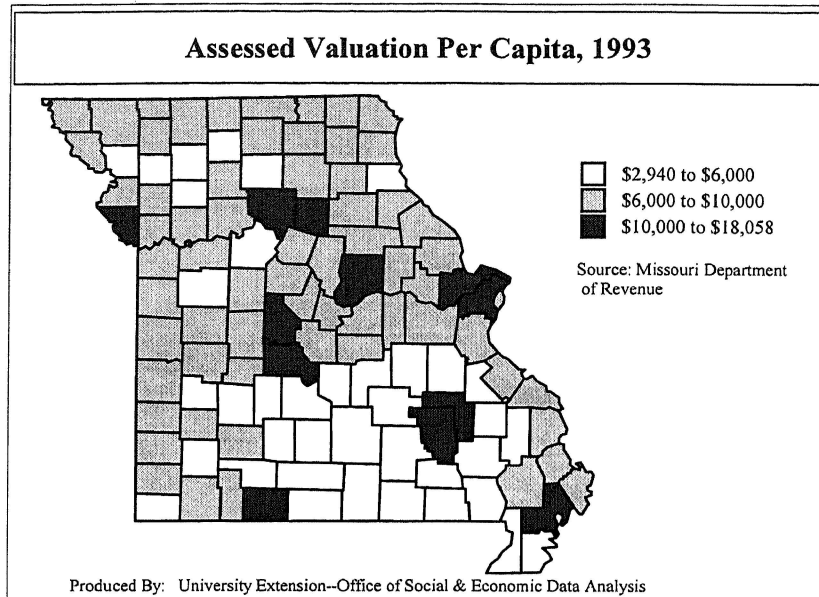 Assessed Valuation Per Capita, 1993
$2,940 to $6,000
$6,000 to $10,000
$10,000 to $18,058
Source: Missouri Department
of Revenue
Produced By: University Extension--Office of Social & Economic Data Analysis